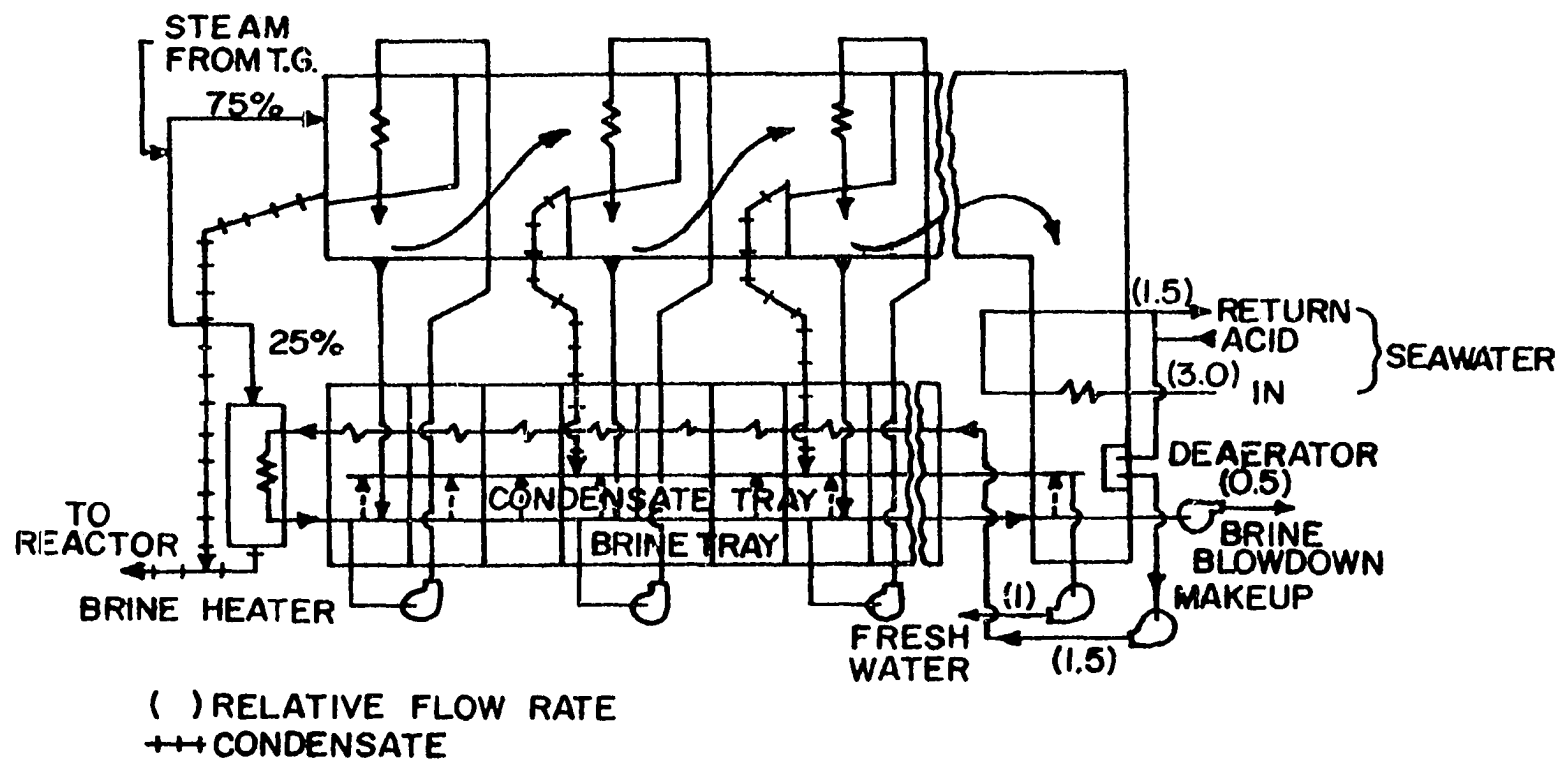 STEAM
FROM T.G.
75%
25%
(1.5)
RETURN
ACID
SEAWATER
(3.0) IN
DEAERATOR
(0.5)
CONDENSATE TRAY
BRINE TRAY
BRINE
BLOWDOWN
TO
REACTOR
MAKEUP
BRINE HEATER
(1)
FRESH
WATER
(1.5)
( ) RELATIVE FLOW RATE
CONDENSATE